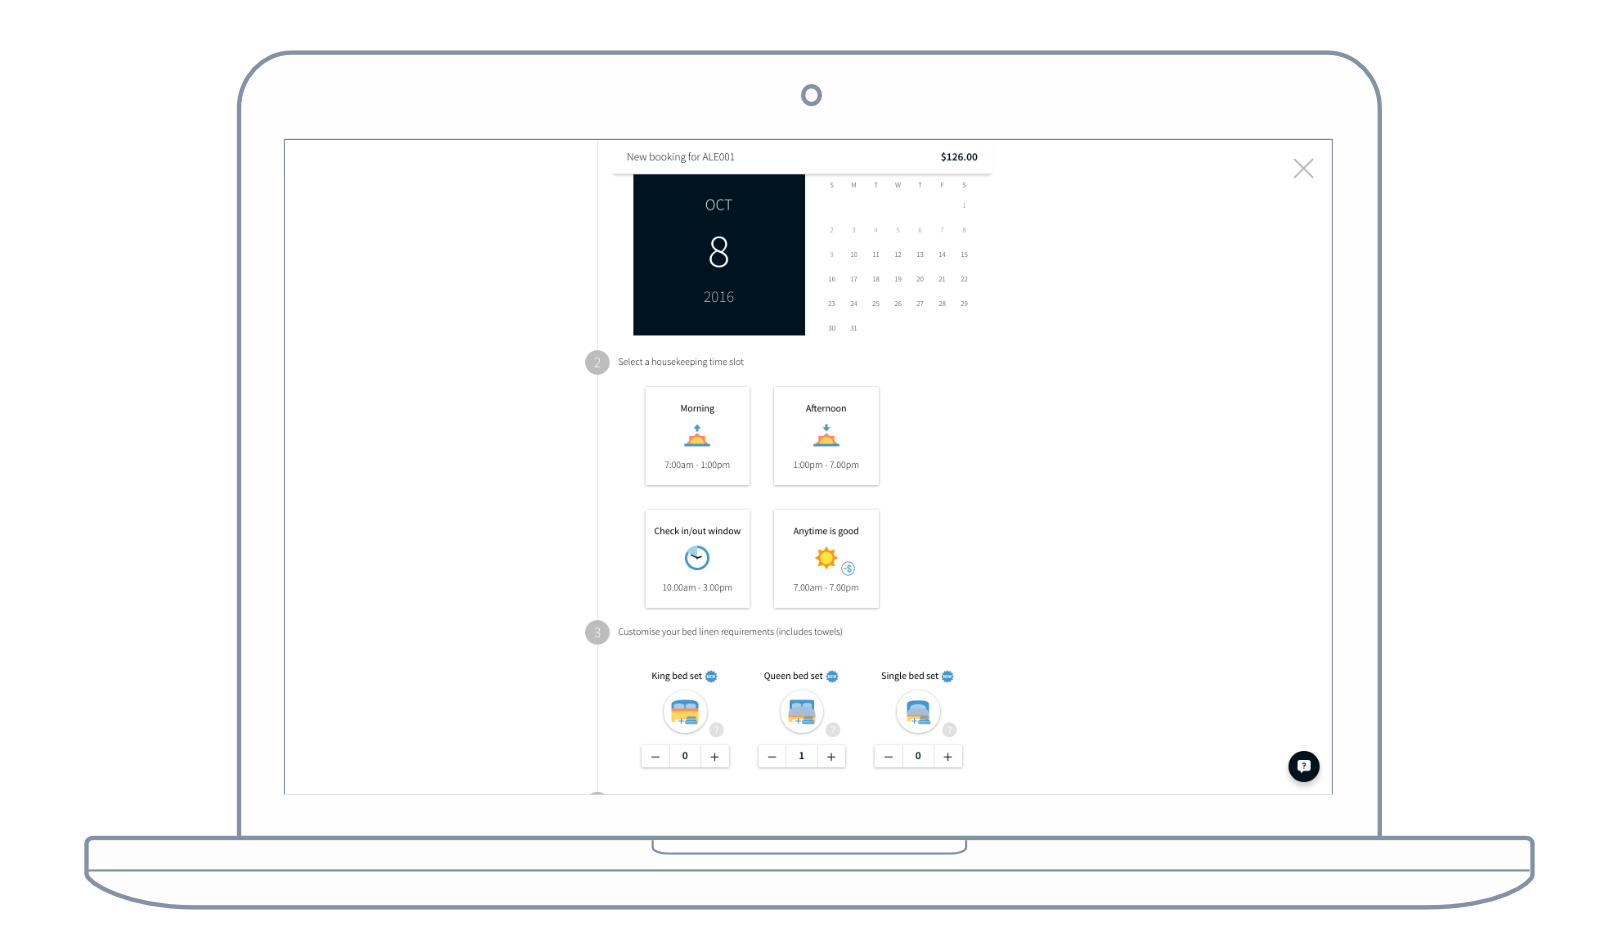 New booking for ALE001 $126.00
OCT
8
2016
S M T W T F S
1
2 3 4 5 6 7 8
9 10 11 12 13 14 15
16 17 18 19 20 21 22
23 24 25 26 27 28 29
30 31
2 Select a housekeeping time slot
Morning
7:00am - 1:00pm
Afternoon
1:00pm - 7.00pm
Check in/out window
10.00am - 3.00pm
Anytime is good
-$
7.00am - 7.00pm
3 Customise your bed linen requirements (includes towels)
King bed set NEW
?
− 0 +
Queen bed set NEW
?
− 1 +
Single bed set NEW
?
− 0 +
?